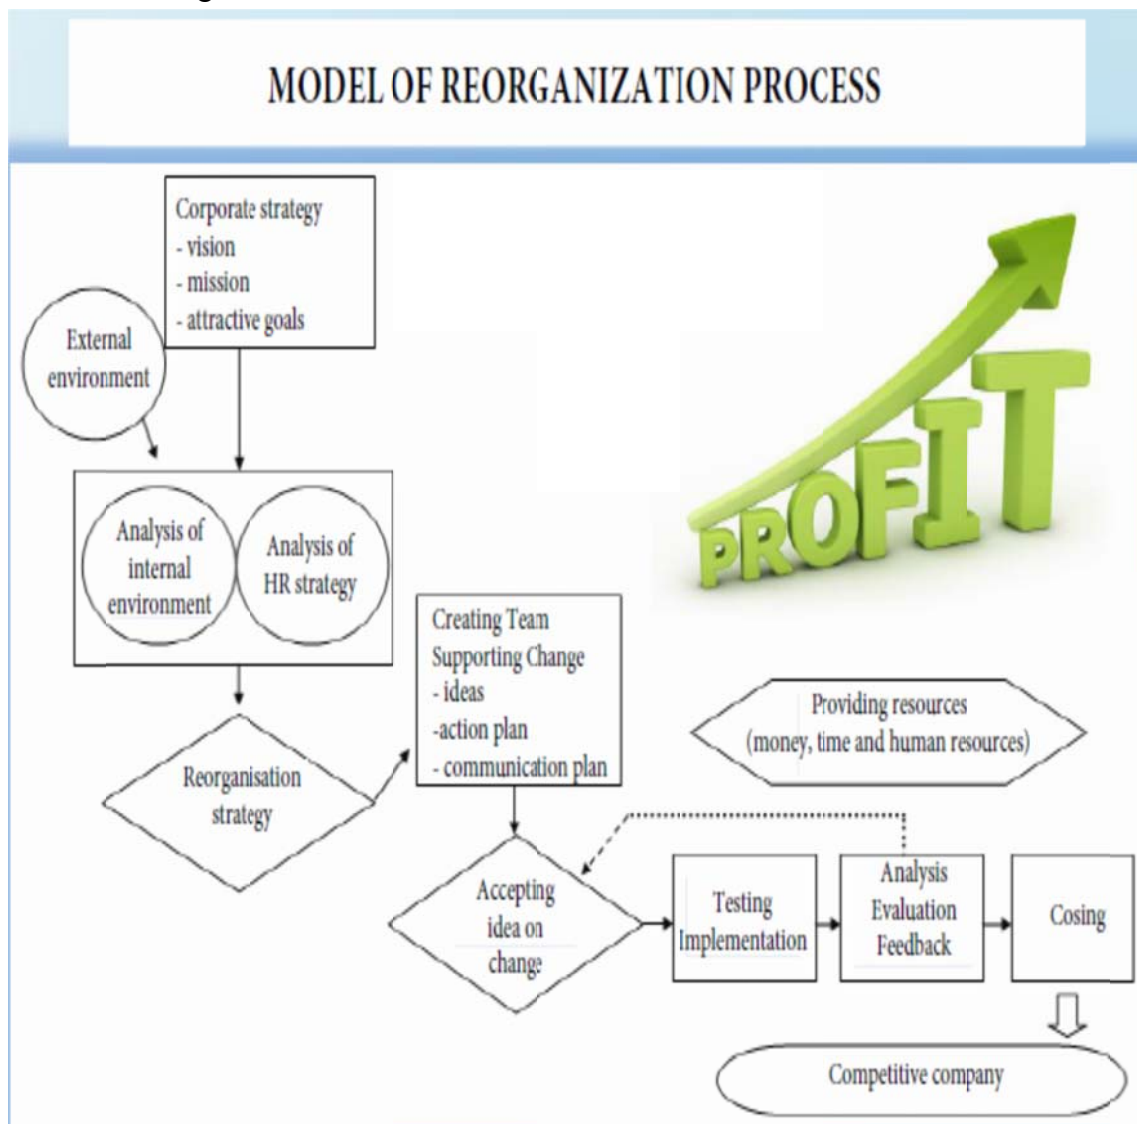 MODEL OF REORGANIZATION PROCESS
Corporate strategy
- vision
- mission
- attractive goals
External
environment
Analysis of
internal
environment
Analysis of
HR strategy
PROFIT
Creating Team
Supporting Change
- ideas
-action plan
- communication plan
Providing resources
(money, time and human resources)
Reorganisation
strategy
Accepting
idea on
change
Testing
Implementation
Analysis
Evaluation
Feedback
Cosing
Competitive company